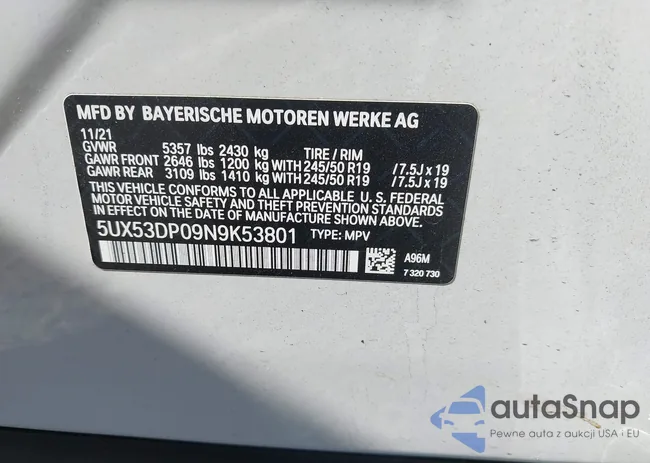 MFD BY BAYERISCHE MOTOREN WERKE AG
11/21
GVWR 5357 lbs 2430 kg TIRE / RIM
GAWR FRONT 2646 lbs 1200 kg WITH 245/50 R19 / 7.5J x 19
GAWR REAR 3109 lbs 1410 kg WITH 245/50 R19 / 7.5J x 19
THIS VEHICLE CONFORMS TO ALL APPLICABLE U. S. FEDERAL
MOTOR VEHICLE SAFETY AND THEFT PREVENTION STANDARDS
IN EFFECT ON THE DATE OF MANUFACTURE SHOWN ABOVE.
5UX53DP09N9K53801 TYPE: MPV
A96M
7 320 730
autaSnap
Pewne auta z aukcji USA i EU